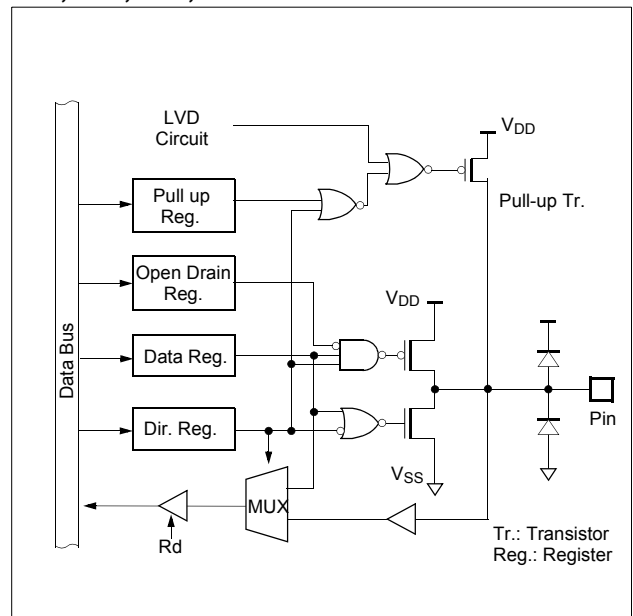 LVD
Circuit
VDD
Pull up
Reg.
Pull-up Tr.
Open Drain
Reg.
VDD
Data Bus
Data Reg.
Dir. Reg.
Pin
VSS
MUX
Rd
Tr.: Transistor
Reg.: Register